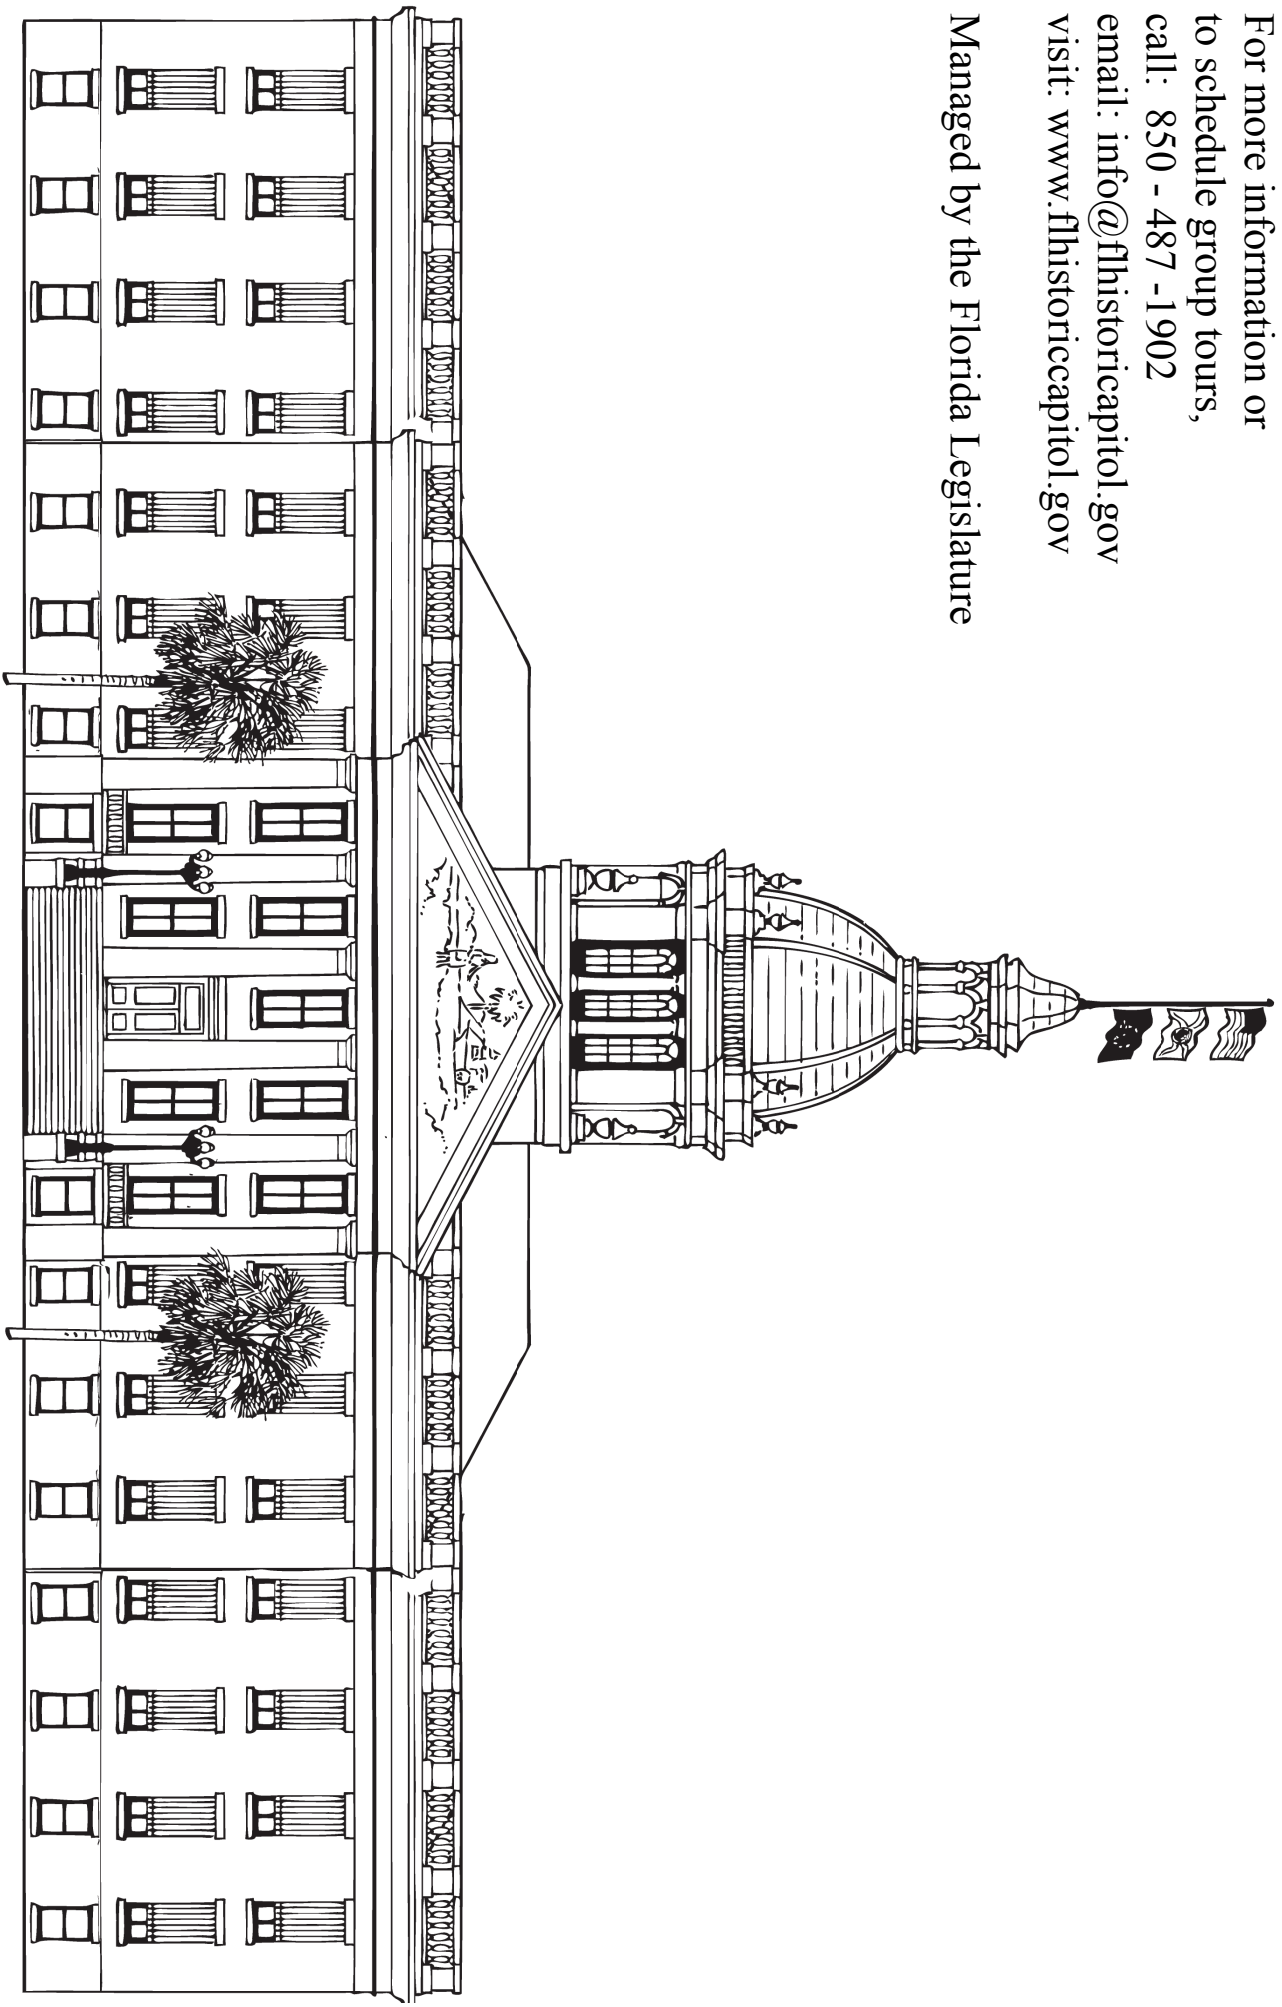 For more information or
to schedule group tours,
call: 850 - 487 -1902
email: info@flhistoricapitol.gov
visit: www.flhistoriccapitol.gov
Managed by the Florida Legislature